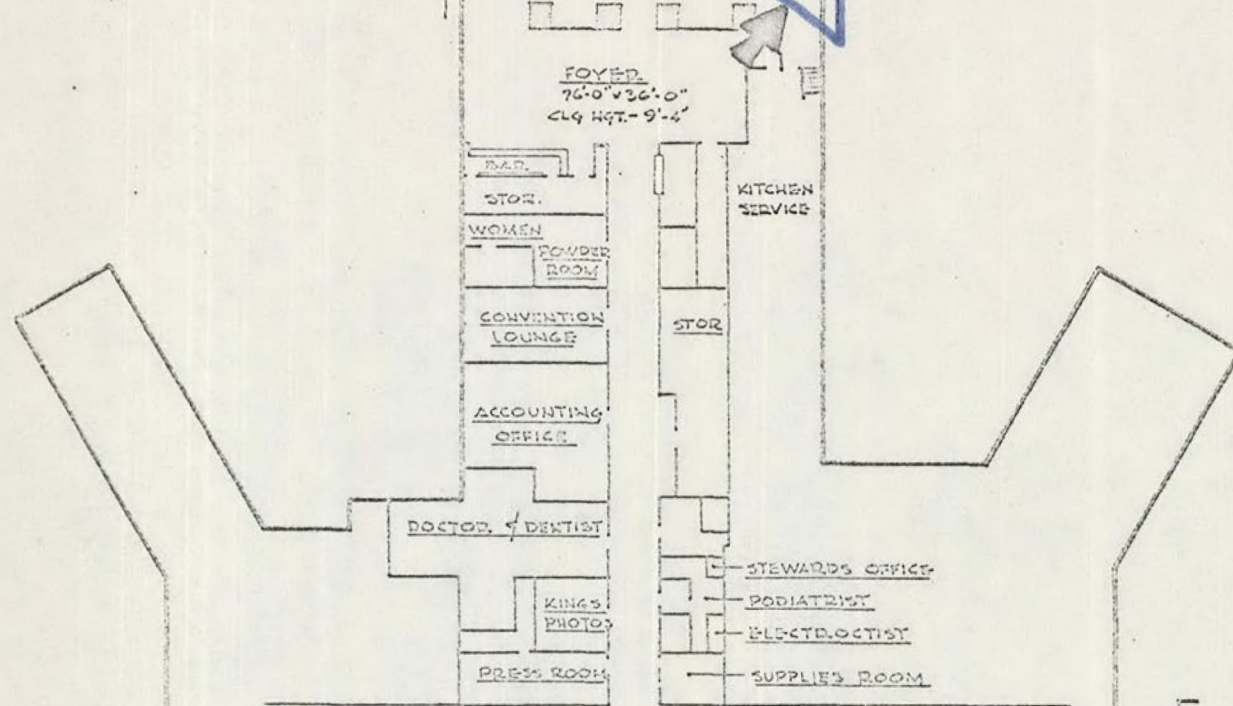 FOYER
76'-0" x 36'-0"
CLG HGT. - 9'-4"
BAR
STOR.
WOMEN
POWDER
ROOM
KITCHEN
SERVICE
CONVENTION
LOUNGE
STOR
ACCOUNTING
OFFICE
DOCTOR & DENTIST
KINGS
PHOTOS
PRESS ROOM
STEWARDS OFFICE
PODIATRIST
ELECTROCTIST
SUPPLIES ROOM